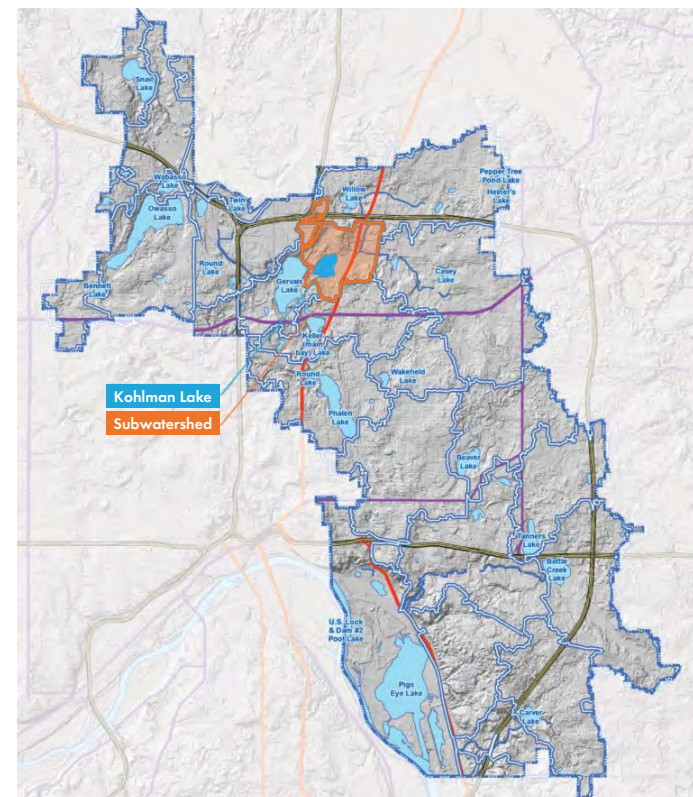 Snail
Lake
Wabasso
Lake
Owasso
Lake
Twin
Lake
Willow
Lake
Pepper Tree
Pond Lake
Heiner's
Lake
Round
Lake
Bennett
Lake
Gervais
Lake
Casey
Lake
Keller
(main
bay) Lake
Round
Lake
Wakefield
Lake
Kohlman Lake
Subwatershed
Phalen
Lake
Beaver
Lake
Tanners
Lake
Battle
Creek
Lake
U.S. Lock
& Dam #2
Pool Lake
Pigs
Eye Lake
Carver
Lake